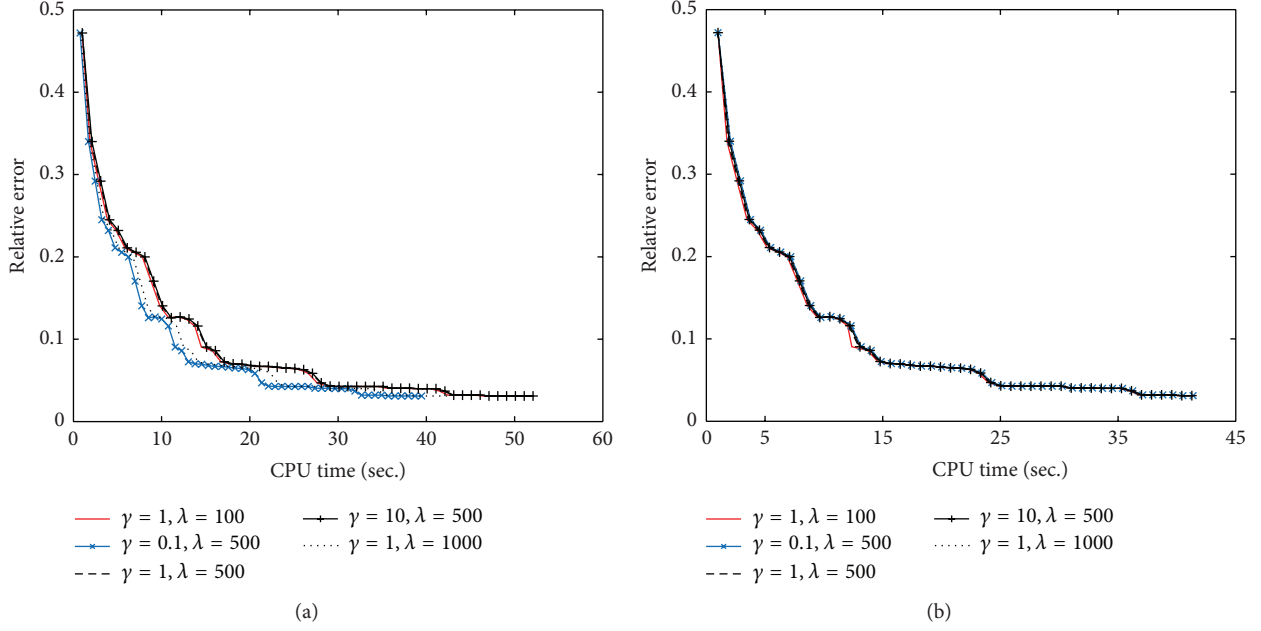 0.5
0.4
0.3
0.2
0.1
0
Relative error
0 10 20 30 40 50 60
CPU time (sec.)
γ = 1, λ = 100
γ = 0.1, λ = 500
γ = 1, λ = 500
γ = 10, λ = 500
γ = 1, λ = 1000
(a)
0.5
0.4
0.3
0.2
0.1
0
Relative error
0 5 15 25 35 45
CPU time (sec.)
γ = 1, λ = 100
γ = 0.1, λ = 500
γ = 1, λ = 500
γ = 10, λ = 500
γ = 1, λ = 1000
(b)